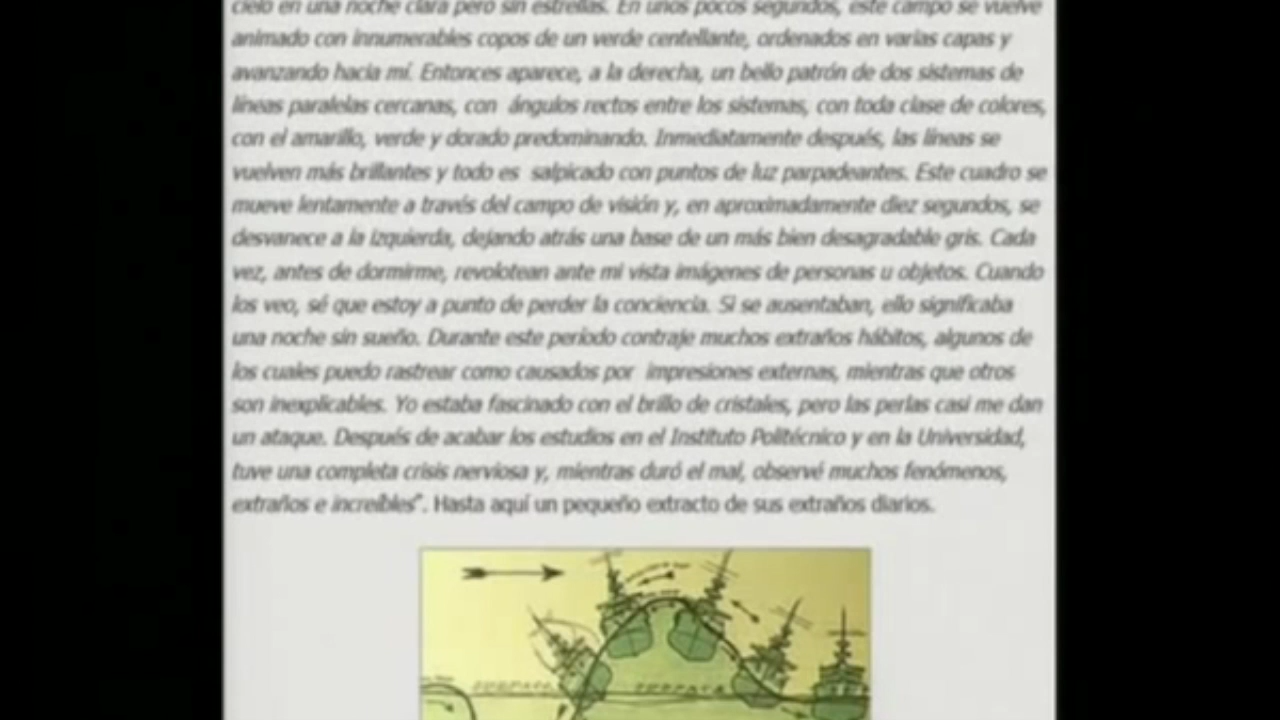 cielo en una noche clara pero sin estrellas. En unos pocos segundos, este campo se vuelve
animado con innumerables copos de un verde centellante, ordenados en varias capas y
avanzando hacia mí. Entonces aparece, a la derecha, un bello patrón de dos sistemas de
líneas paralelas cercanas, con ángulos rectos entre los sistemas, con toda clase de colores,
con el amarillo, verde y dorado predominando. Inmediatamente después, las líneas se
vuelven más brillantes y todo es salpicado con puntos de luz parpadeantes. Este cuadro se
mueve lentamente a través del campo de visión y, en aproximadamente diez segundos, se
desvanece a la izquierda, dejando atrás una base de un más bien desagradable gris. Cada
vez, antes de dormirme, revolotean ante mi vista imágenes de personas u objetos. Cuando
los veo, sé que estoy a punto de perder la conciencia. Si se ausentaban, ello significaba
una noche sin sueño. Durante este período contraje muchos extraños hábitos, algunos de
los cuales puedo rastrear como causados por impresiones externas, mientras que otros
son inexplicables. Yo estaba fascinado con el brillo de cristales, pero las perlas casi me dan
un ataque. Después de acabar los estudios en el Instituto Politécnico y en la Universidad,
tuve una completa crisis nerviosa y, mientras duró el mal, observé muchos fenómenos,
extraños e increíbles”. Hasta aquí un pequeño extracto de sus extraños diarios.